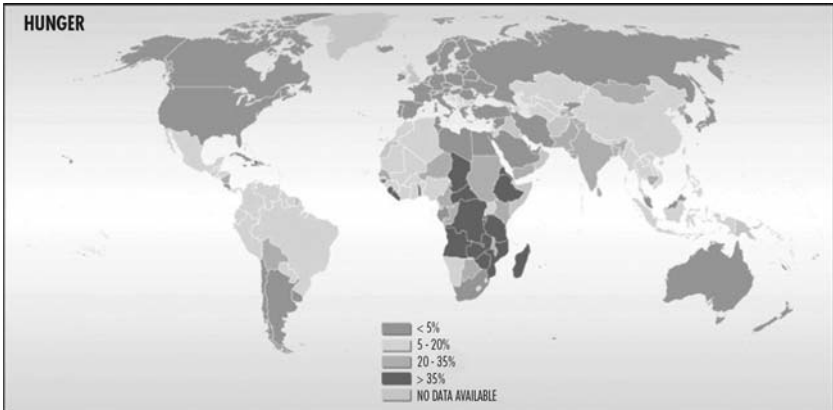 HUNGER
< 5%
5 - 20%
20 - 35%
> 35%
NO DATA AVAILABLE